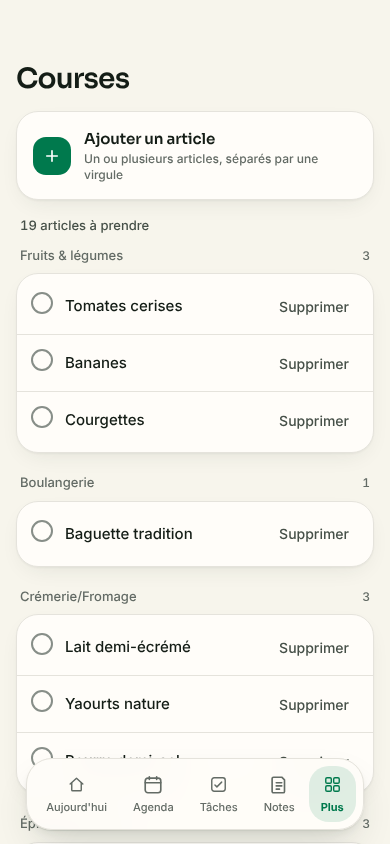 Courses
Ajouter un article
Un ou plusieurs articles, séparés par une
virgule
19 articles à prendre
Fruits & légumes 3
Tomates cerises Supprimer
Bananes Supprimer
Courgettes Supprimer
Boulangerie 1
Baguette tradition Supprimer
Crémerie/Fromage 3
Lait demi-écrémé Supprimer
Yaourts nature Supprimer
3
Aujourd'hui Agenda Tâches Notes Plus